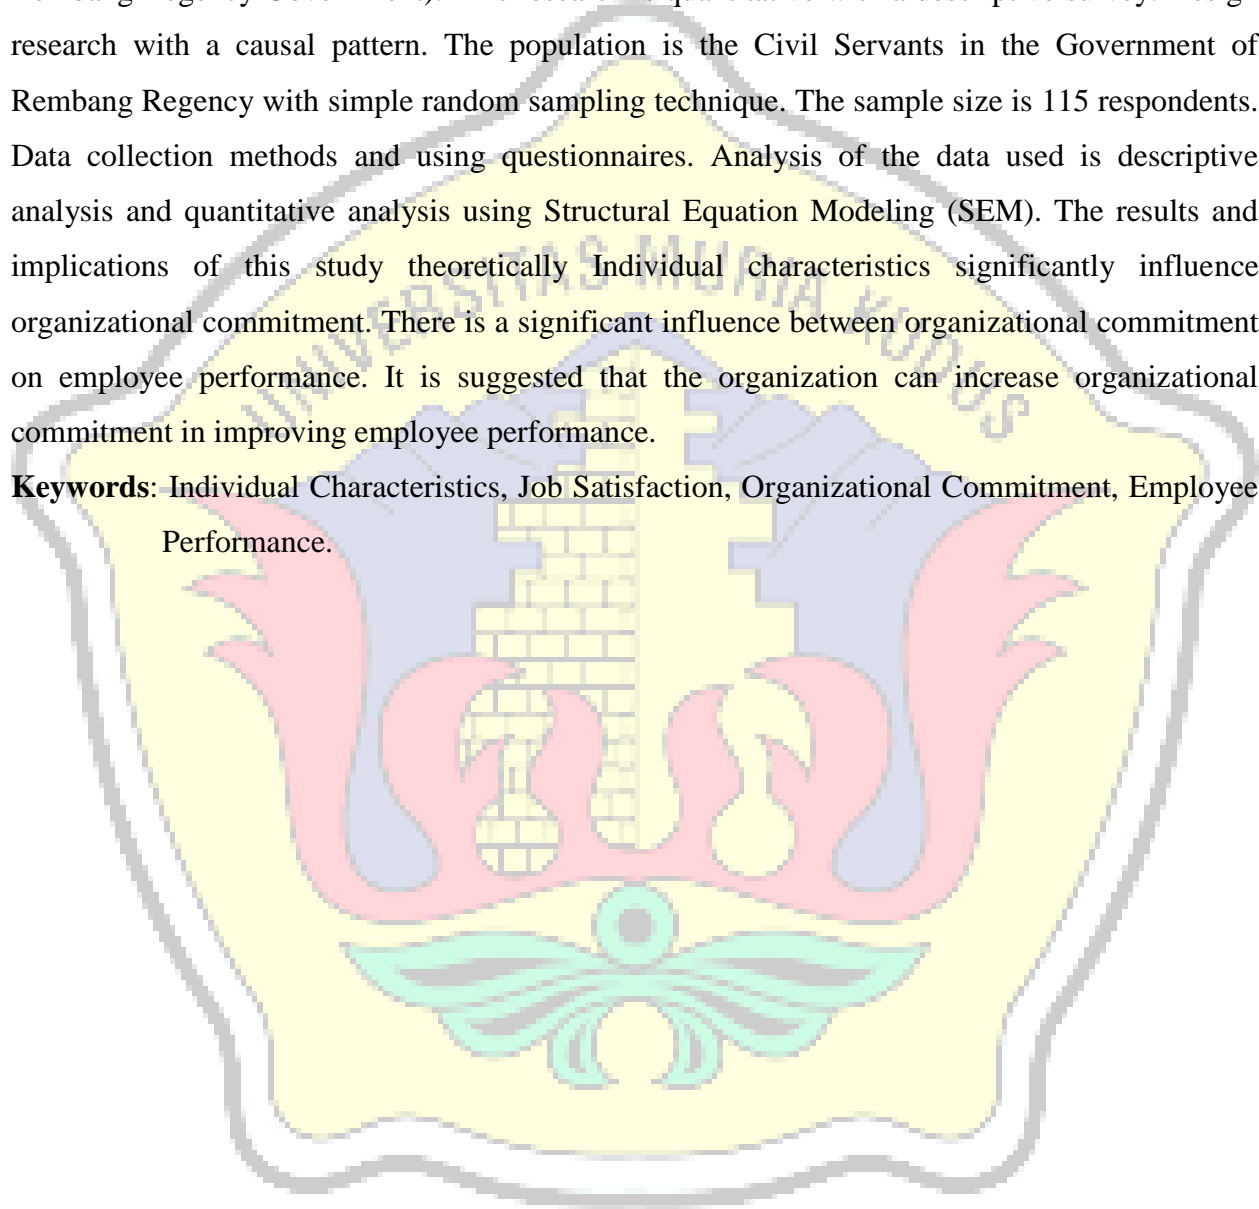 research with a causal pattern. The population is the Civil Servants in the Government of
Rembang Regency with simple random sampling technique. The sample size is 115 respondents.
Data collection methods and using questionnaires. Analysis of the data used is descriptive
analysis and quantitative analysis using Structural Equation Modeling (SEM). The results and
implications of this study theoretically Individual characteristics significantly influence
organizational commitment. There is a significant influence between organizational commitment
on employee performance. It is suggested that the organization can increase organizational
commitment in improving employee performance.
Keywords: Individual Characteristics, Job Satisfaction, Organizational Commitment, Employee
Performance.
UNIVERSITAS MURIA KUDUS